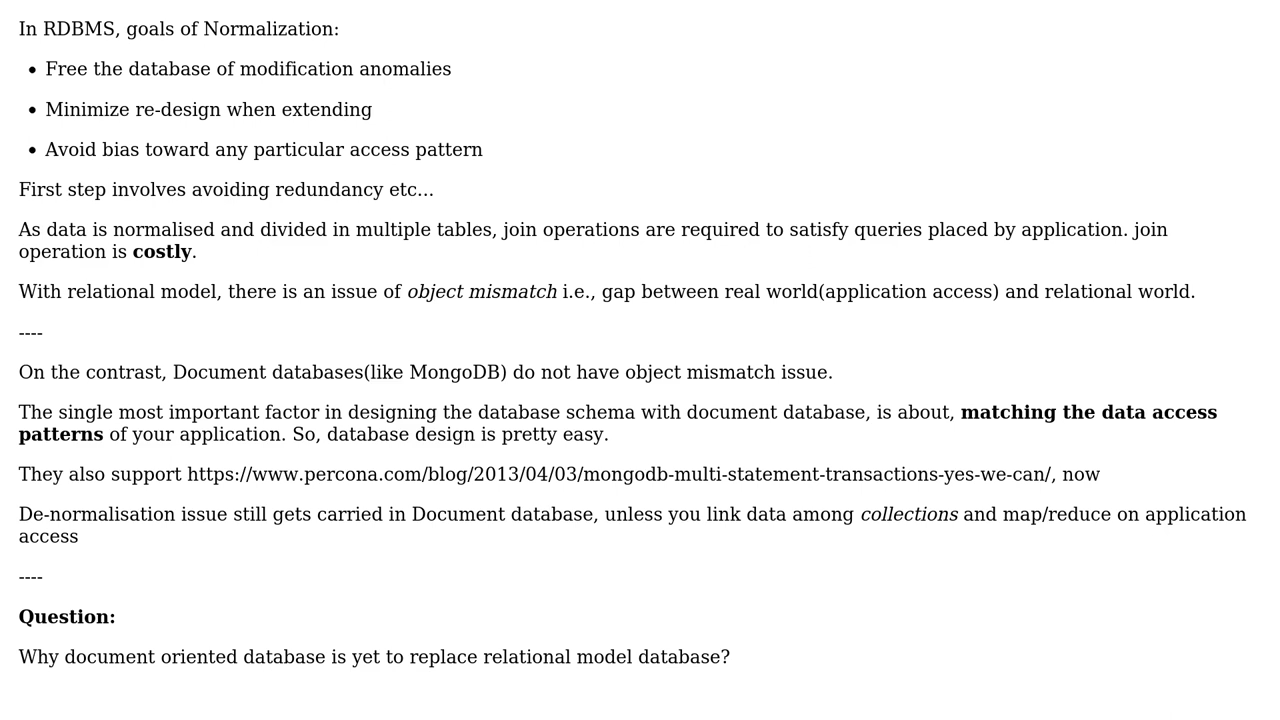 In RDBMS, goals of Normalization:
• Free the database of modification anomalies
• Minimize re-design when extending
• Avoid bias toward any particular access pattern
First step involves avoiding redundancy etc...
As data is normalised and divided in multiple tables, join operations are required to satisfy queries placed by application. join
operation is costly.
With relational model, there is an issue of object mismatch i.e., gap between real world(application access) and relational world.
----
On the contrast, Document databases(like MongoDB) do not have object mismatch issue.
The single most important factor in designing the database schema with document database, is about, matching the data access
patterns of your application. So, database design is pretty easy.
They also support https://www.percona.com/blog/2013/04/03/mongodb-multi-statement-transactions-yes-we-can/, now
De-normalisation issue still gets carried in Document database, unless you link data among collections and map/reduce on application
access
----
Question:
Why document oriented database is yet to replace relational model database?